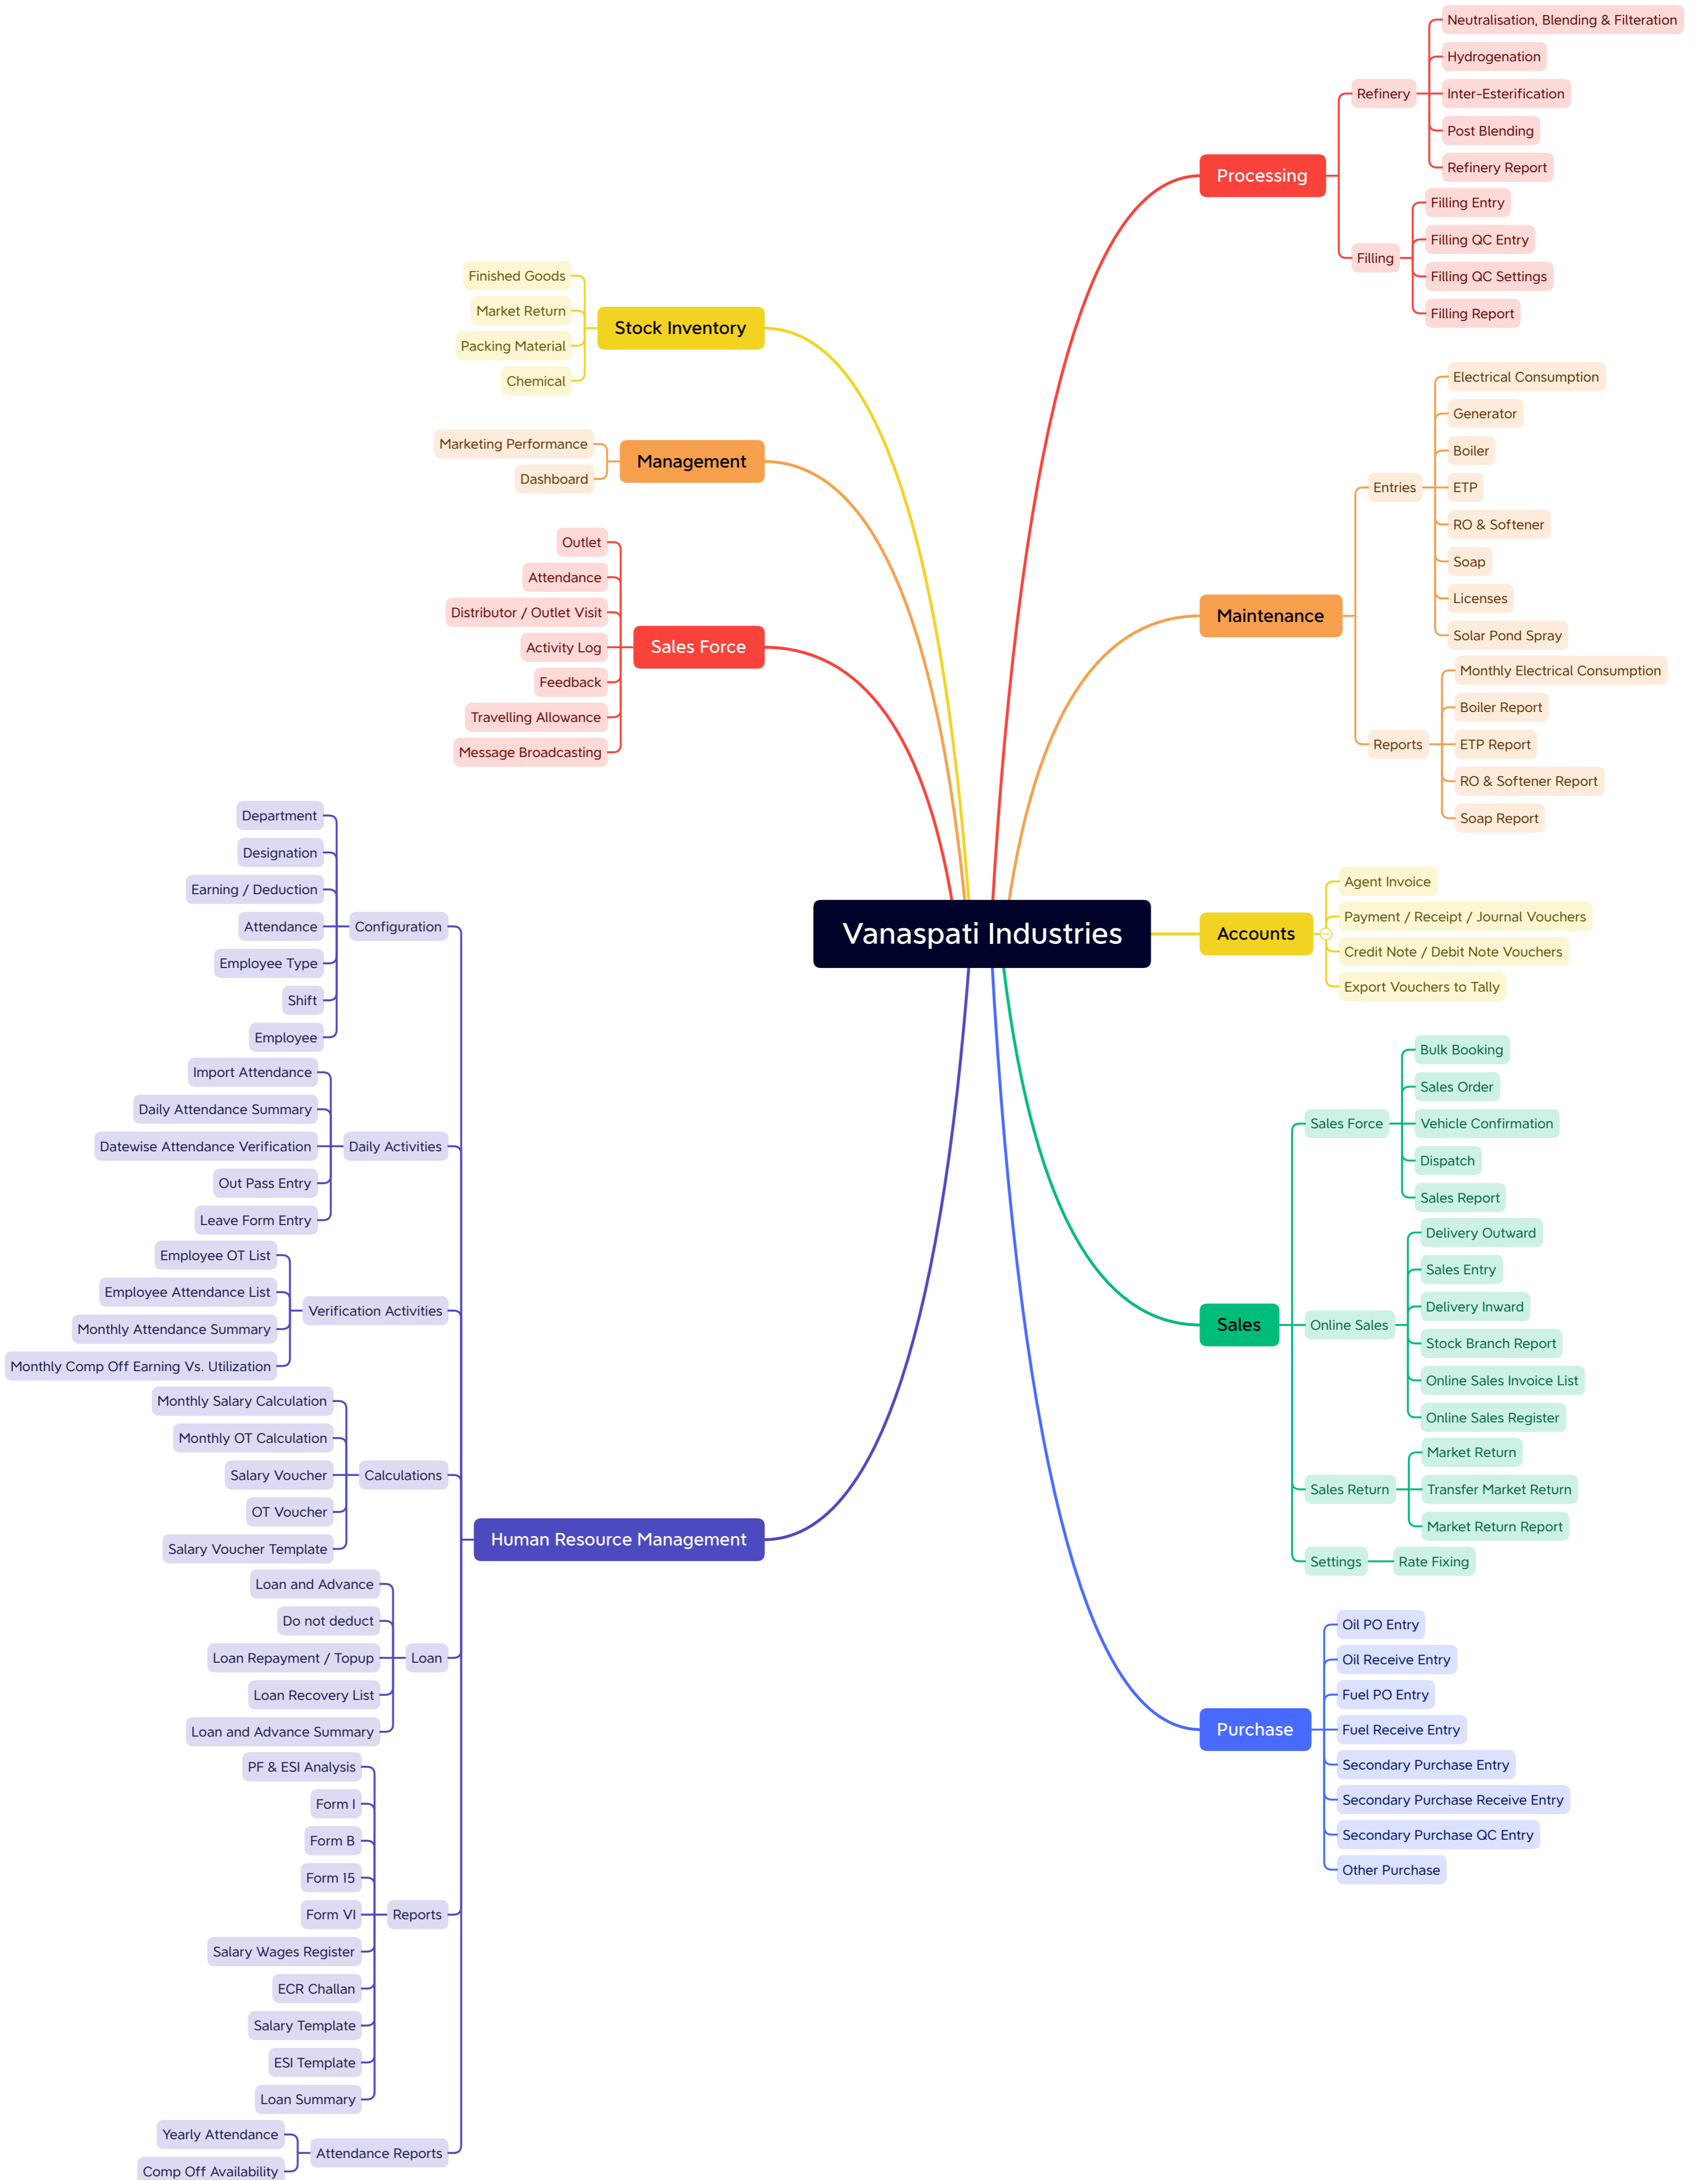 Vanaspati Industries
Processing
Refinery
Neutralisation, Blending & Filteration
Hydrogenation
Inter-Esterification
Post Blending
Refinery Report
Filling
Filling Entry
Filling QC Entry
Filling QC Settings
Filling Report
Maintenance
Entries
Electrical Consumption
Generator
Boiler
ETP
RO & Softener
Soap
Licenses
Solar Pond Spray
Reports
Monthly Electrical Consumption
Boiler Report
ETP Report
RO & Softener Report
Soap Report
Accounts
Agent Invoice
Payment / Receipt / Journal Vouchers
Credit Note / Debit Note Vouchers
Export Vouchers to Tally
Sales
Sales Force
Bulk Booking
Sales Order
Vehicle Confirmation
Dispatch
Sales Report
Online Sales
Delivery Outward
Sales Entry
Delivery Inward
Stock Branch Report
Online Sales Invoice List
Online Sales Register
Sales Return
Market Return
Transfer Market Return
Market Return Report
Settings
Rate Fixing
Purchase
Oil PO Entry
Oil Receive Entry
Fuel PO Entry
Fuel Receive Entry
Secondary Purchase Entry
Secondary Purchase Receive Entry
Secondary Purchase QC Entry
Other Purchase
Stock Inventory
Finished Goods
Market Return
Packing Material
Chemical
Management
Marketing Performance
Dashboard
Sales Force
Outlet
Attendance
Distributor / Outlet Visit
Activity Log
Feedback
Travelling Allowance
Message Broadcasting
Human Resource Management
Configuration
Department
Designation
Earning / Deduction
Attendance
Employee Type
Shift
Employee
Daily Activities
Import Attendance
Daily Attendance Summary
Datewise Attendance Verification
Out Pass Entry
Leave Form Entry
Verification Activities
Employee OT List
Employee Attendance List
Monthly Attendance Summary
Monthly Comp Off Earning Vs. Utilization
Calculations
Monthly Salary Calculation
Monthly OT Calculation
Salary Voucher
OT Voucher
Salary Voucher Template
Loan
Loan and Advance
Do not deduct
Loan Repayment / Topup
Loan Recovery List
Loan and Advance Summary
Reports
PF & ESI Analysis
Form I
Form B
Form 15
Form VI
Salary Wages Register
ECR Challan
Salary Template
ESI Template
Loan Summary
Attendance Reports
Yearly Attendance
Comp Off Availability